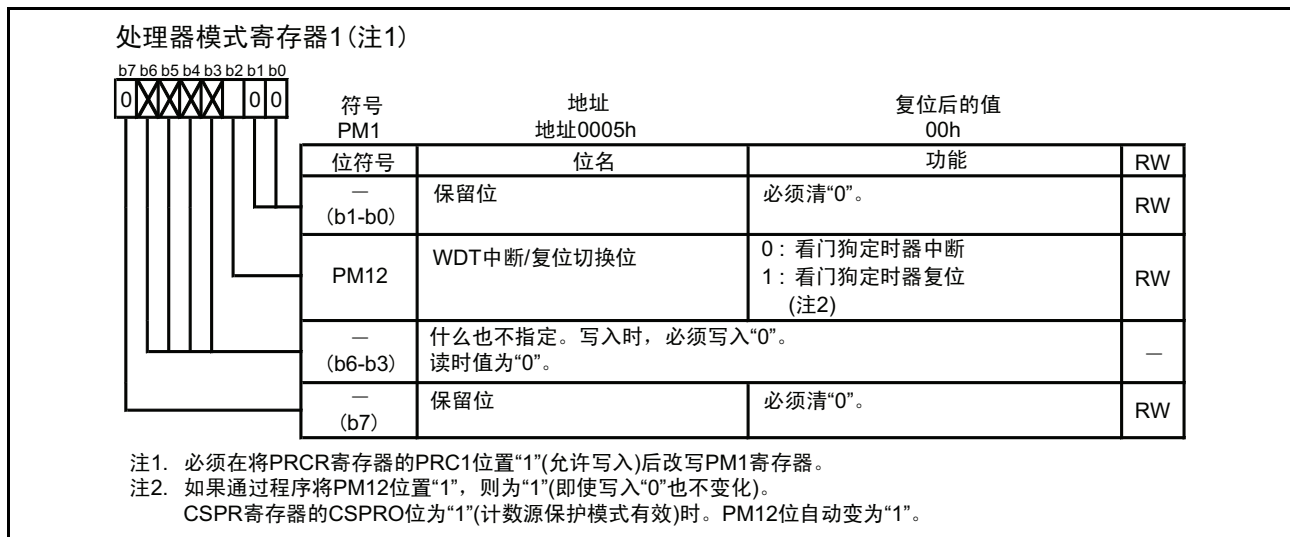 处理器模式寄存器1(注1)
b7 b6 b5 b4 b3 b2 b1 b0
0 0 0
符号 地址 复位后的值
PM1 地址0005h 00h
位符号 位名 功能 RW
—
(b1-b0) 保留位 必须清“0”。 RW
PM12 WDT中断/复位切换位 0：看门狗定时器中断
1：看门狗定时器复位
(注2) RW
—
(b6-b3) 什么也不指定。写入时，必须写入“0”。
读时值为“0”。 —
—
(b7) 保留位 必须清“0”。 RW
注1. 必须在将PRCR寄存器的PRC1位置“1”(允许写入)后改写PM1寄存器。
注2. 如果通过程序将PM12位置“1”，则为“1”(即使写入“0”也不变化)。
CSPR寄存器的CSPRO位为“1”(计数源保护模式有效)时。PM12位自动变为“1”。